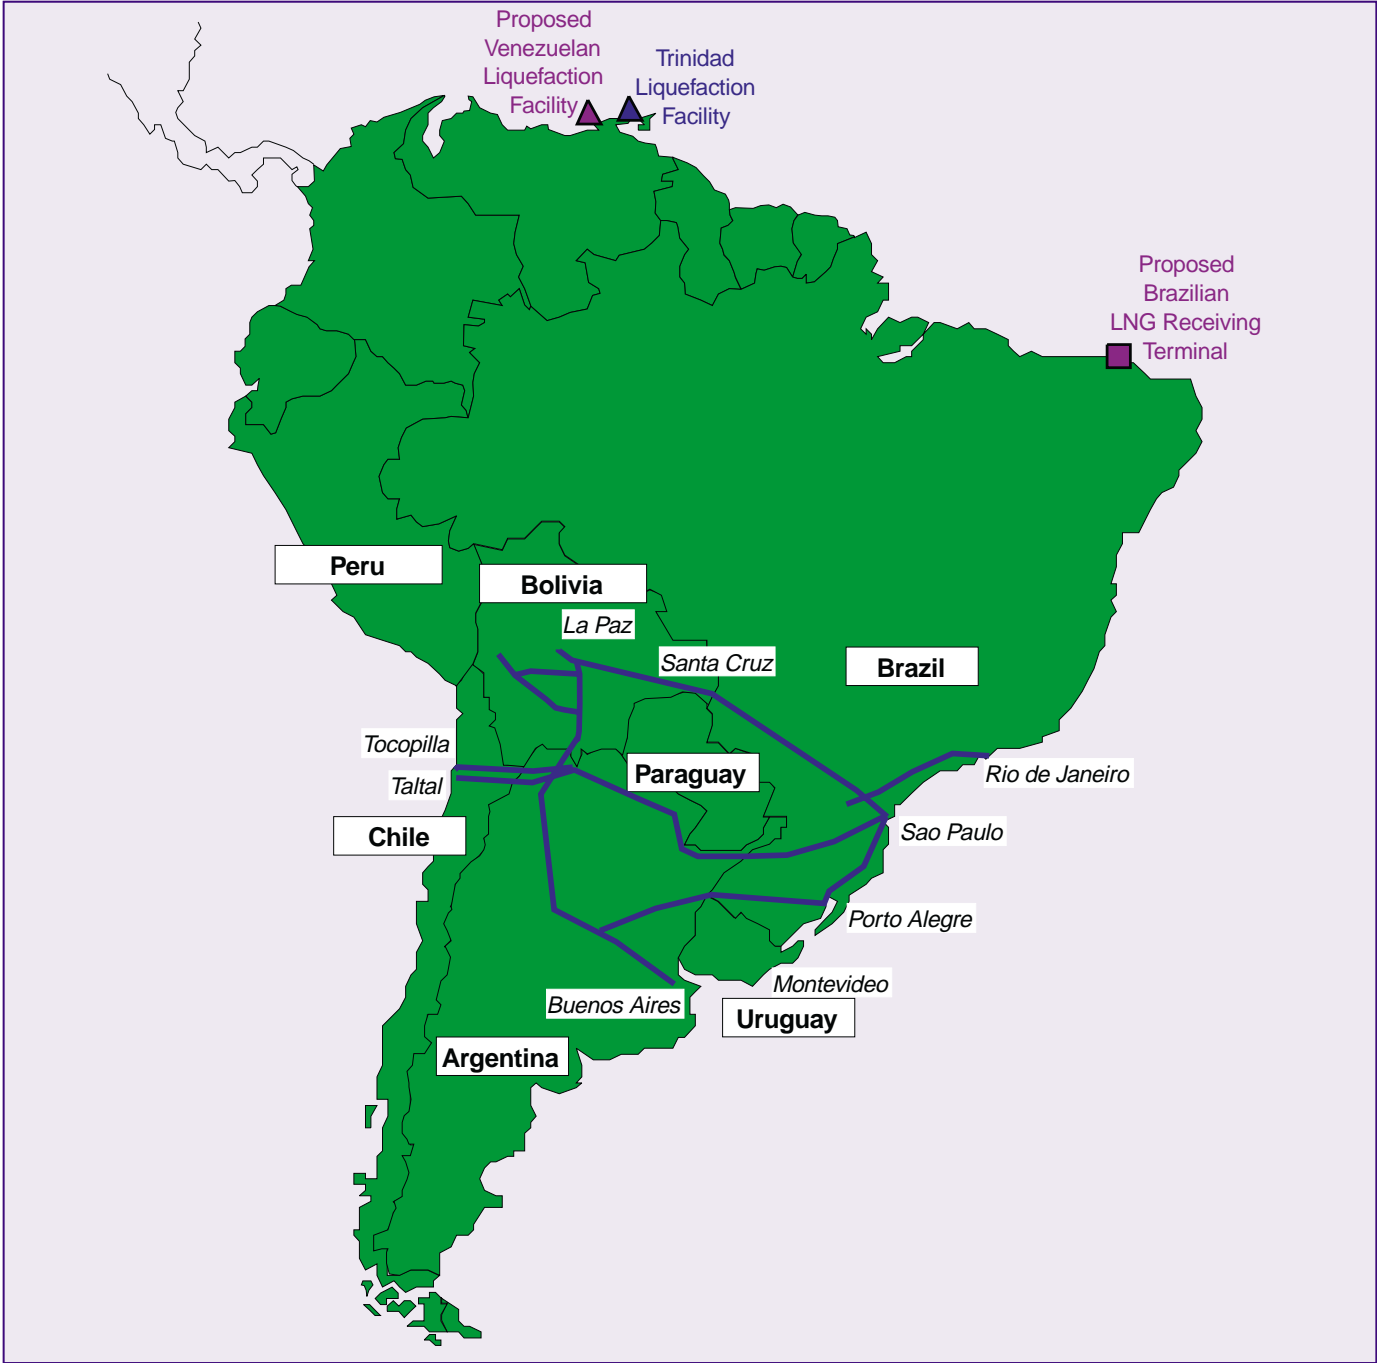 Proposed
Venezuelan
Liquefaction
Facility
Trinidad
Liquefaction
Facility
Proposed
Brazilian
LNG Receiving
Terminal
Peru
Bolivia
La Paz
Santa Cruz
Brazil
Tocopilla
Taltal
Paraguay
Rio de Janeiro
Chile
Sao Paulo
Porto Alegre
Montevideo
Buenos Aires
Uruguay
Argentina